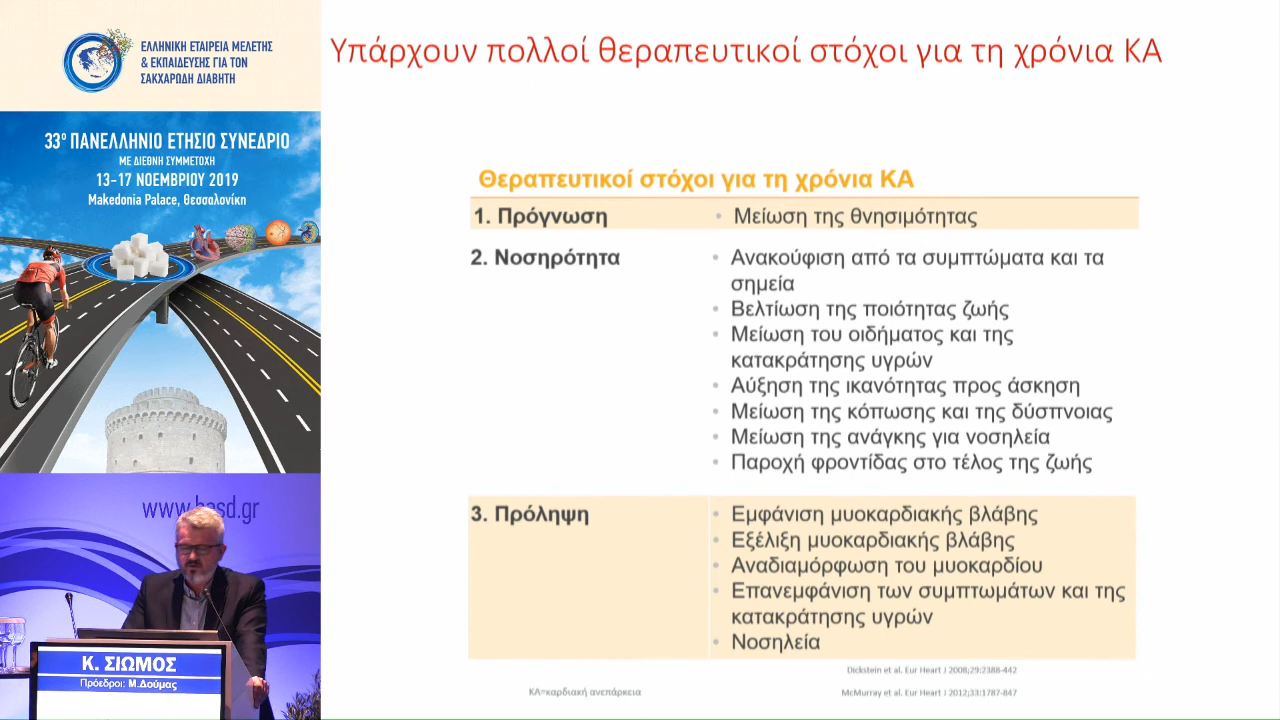 ΕΛΛΗΝΙΚΗ ΕΤΑΙΡΕΙΑ ΜΕΛΕΤΗΣ
& ΕΚΠΑΙΔΕΥΣΗΣ ΓΙΑ ΤΟΝ
ΣΑΚΧΑΡΩΔΗ ΔΙΑΒΗΤΗ
33ο ΠΑΝΕΛΛΗΝΙΟ ΕΤΗΣΙΟ ΣΥΝΕΔΡΙΟ
ΜΕ ΔΙΕΘΝΗ ΣΥΜΜΕΤΟΧΗ
13-17 ΝΟΕΜΒΡΙΟΥ 2019
Makedonia Palace, Θεσσαλονίκη
Υπάρχουν πολλοί θεραπευτικοί στόχοι για τη χρόνια ΚΑ
Θεραπευτικοί στόχοι για τη χρόνια ΚΑ
1. Πρόγνωση • Μείωση της θνησιμότητας
2. Νοσηρότητα • Ανακούφιση από τα συμπτώματα και τα
σημεία
• Βελτίωση της ποιότητας ζωής
• Μείωση του οιδήματος και της
κατακράτησης υγρών
• Αύξηση της ικανότητας προς άσκηση
• Μείωση της κόπωσης και της δύσπνοιας
• Μείωση της ανάγκης για νοσηλεία
• Παροχή φροντίδας στο τέλος της ζωής
3. Πρόληψη • Εμφάνιση μυοκαρδιακής βλάβης
• Εξέλιξη μυοκαρδιακής βλάβης
• Αναδιαμόρφωση του μυοκαρδίου
• Επανεμφάνιση των συμπτωμάτων και της
κατακράτησης υγρών
• Νοσηλεία
Dickstein et al. Eur Heart J 2008;29:2388-442
ΚΑ=καρδιακή ανεπάρκεια McMurray et al. Eur Heart J 2012;33:1787-847
Κ. ΣΙΩΜΟΣ
Πρόεδροι: Μ.Δούμας